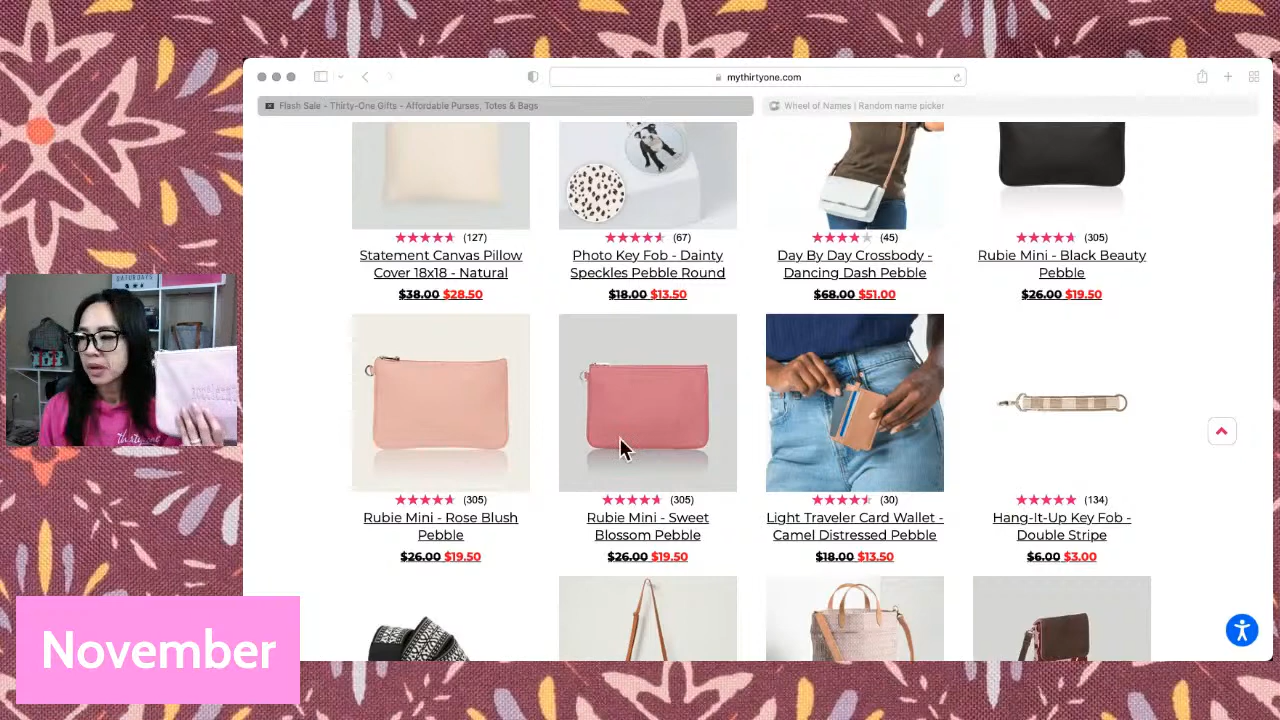 mythirtyone.com
Flash Sale - Thirty-One Gifts - Affordable Purses, Totes & Bags
Wheel of Names | Random name picker
(127)
(67)
(45)
(305)
Statement Canvas Pillow
Cover 18x18 - Natural
Photo Key Fob - Dainty
Speckles Pebble Round
Day By Day Crossbody -
Dancing Dash Pebble
Rubie Mini - Black Beauty
Pebble
$38.00 $28.50
$18.00 $13.50
$68.00 $51.00
$26.00 $19.50
(305)
(305)
(30)
(134)
Rubie Mini - Rose Blush
Pebble
Rubie Mini - Sweet
Blossom Pebble
Light Traveler Card Wallet -
Camel Distressed Pebble
Hang-It-Up Key Fob -
Double Stripe
$26.00 $19.50
$26.00 $19.50
$18.00 $13.50
$6.00 $3.00
SATURDAYS
November